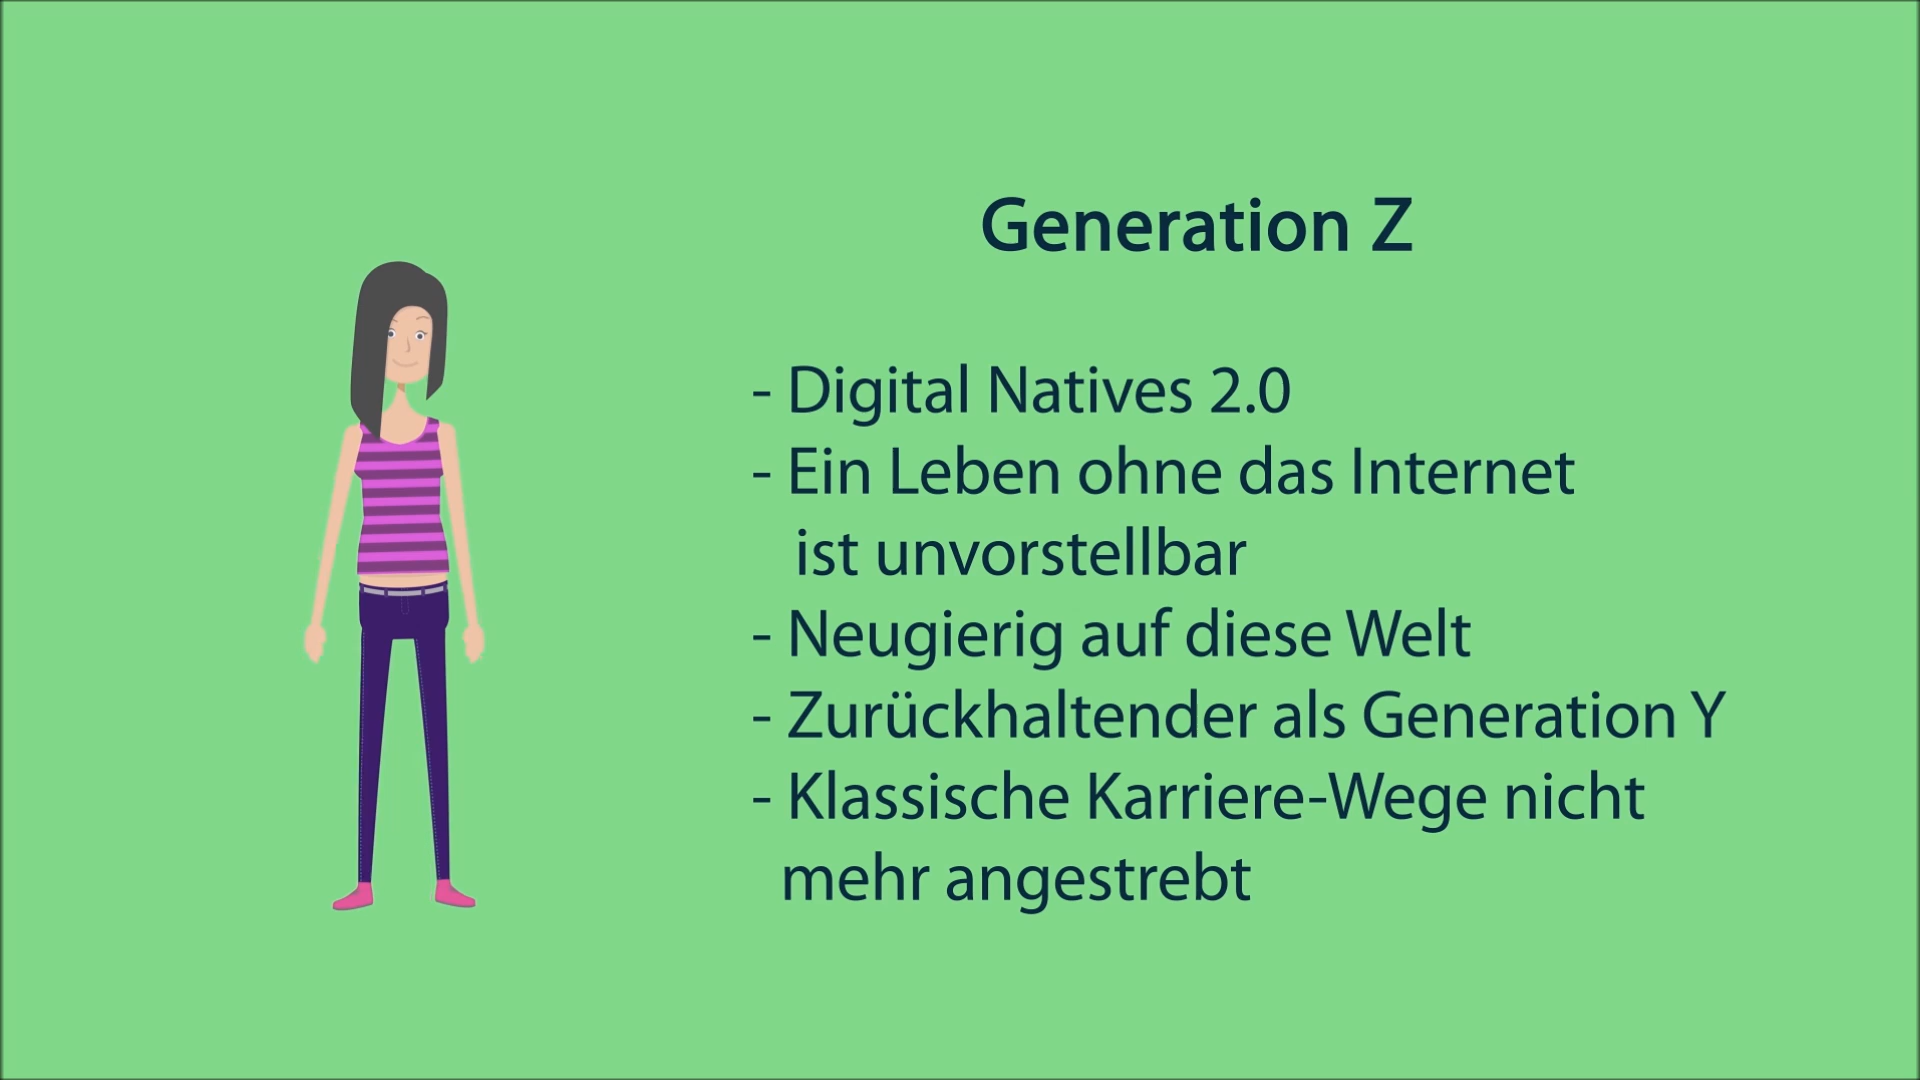 Generation Z
- Digital Natives 2.0
- Ein Leben ohne das Internet
ist unvorstellbar
- Neugierig auf diese Welt
- Zurückhaltender als Generation Y
- Klassische Karriere-Wege nicht
mehr angestrebt